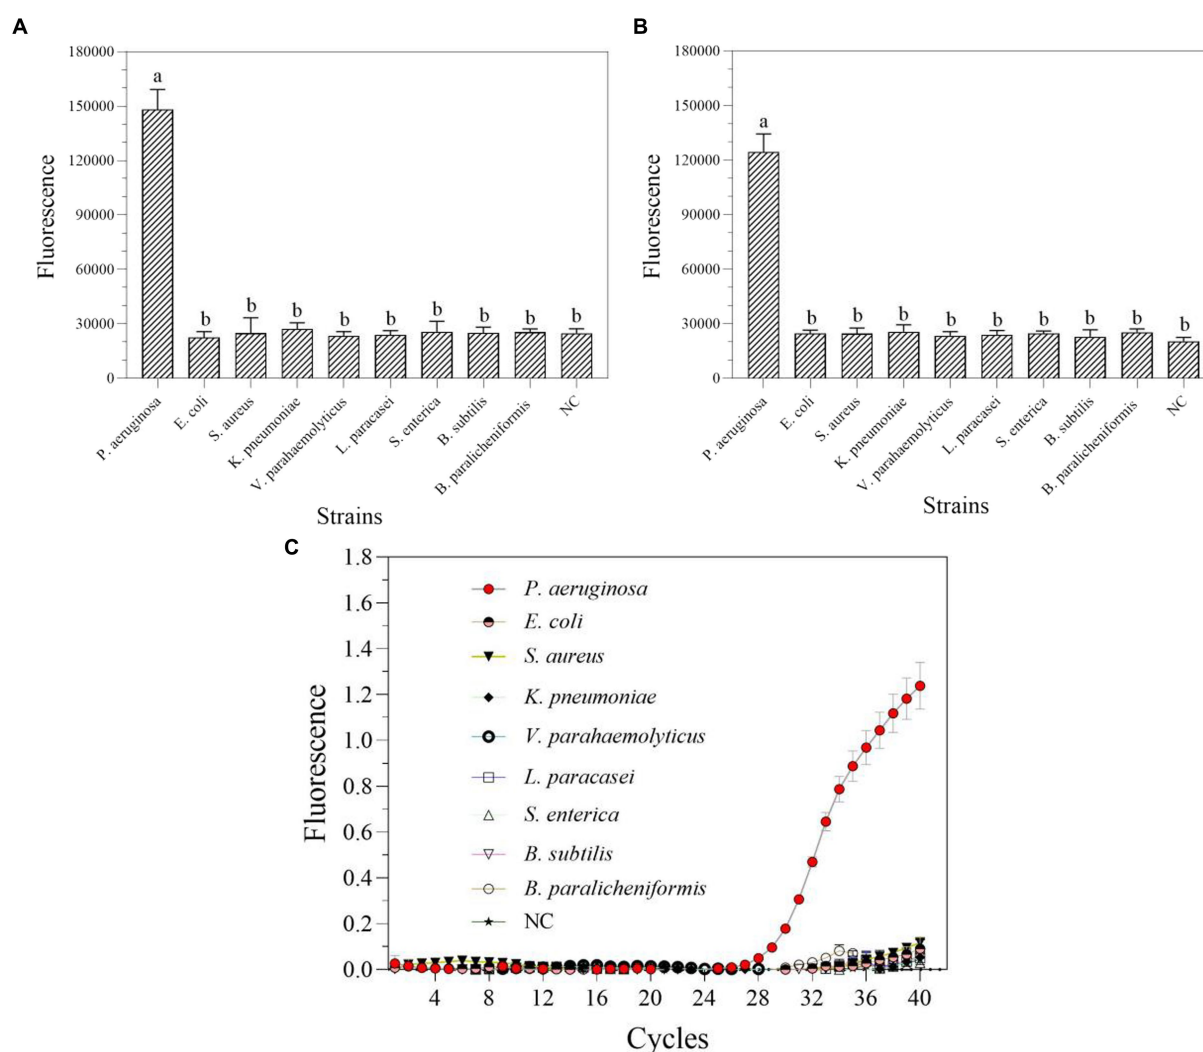 A
180000
150000
120000
90000
60000
30000
0
Fluorescence
a
b
b
b
b
b
b
b
b
b
P. aeruginosa
E. coli
S. aureus
K. pneumoniae
V. parahaemolyticus
L. paracasei
S. enterica
B. subtilis
B. paralicheniformis
NC
Strains
B
180000
150000
120000
90000
60000
30000
0
Fluorescence
a
b
b
b
b
b
b
b
b
b
P. aeruginosa
E. coli
S. aureus
K. pneumoniae
V. parahaemolyticus
L. paracasei
S. enterica
B. subtilis
B. paralicheniformis
NC
Strains
C
1.8
1.6
1.4
1.2
1.0
0.8
0.6
0.4
0.2
0.0
Fluorescence
P. aeruginosa
E. coli
S. aureus
K. pneumoniae
V. parahaemolyticus
L. paracasei
S. enterica
B. subtilis
B. paralicheniformis
NC
4 8 12 16 20 24 28 32 36 40
Cycles